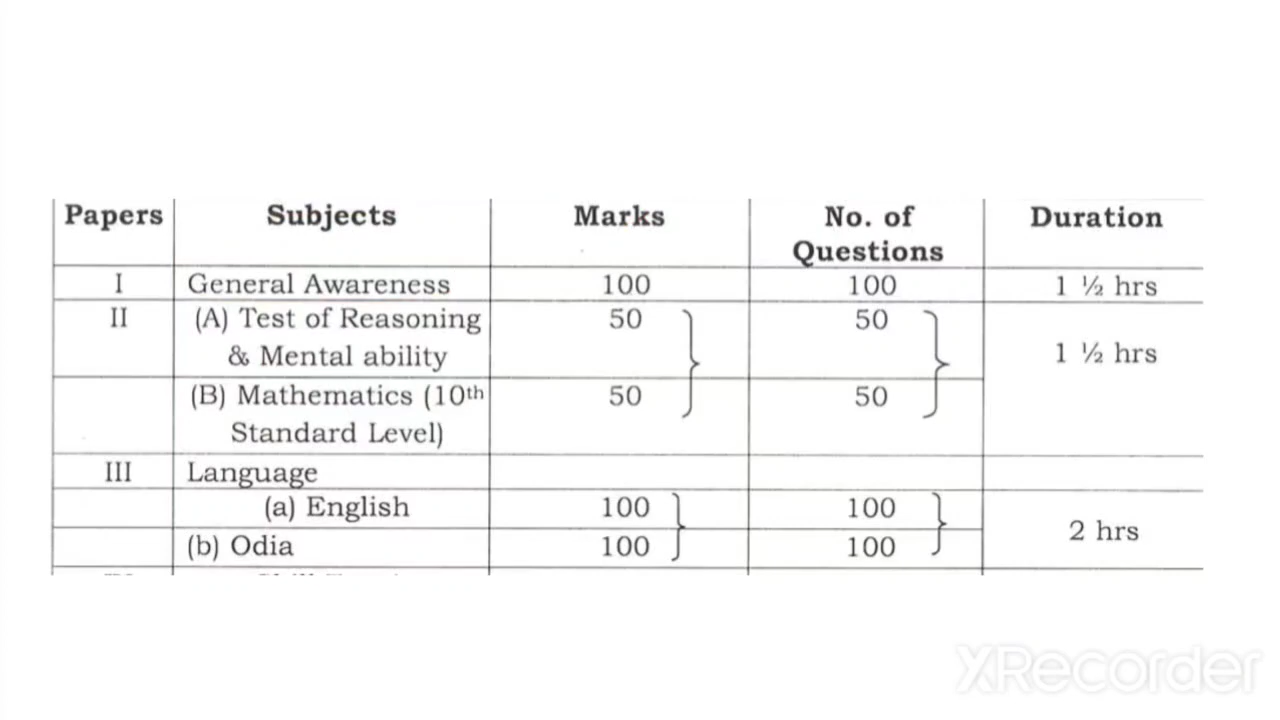 Papers Subjects Marks No. of Questions Duration
I General Awareness 100 100 1 ½ hrs
II (A) Test of Reasoning & Mental ability 50 50 1 ½ hrs
(B) Mathematics (10th Standard Level) 50 50
III Language
(a) English 100 100 2 hrs
(b) Odia 100 100
XRecorder